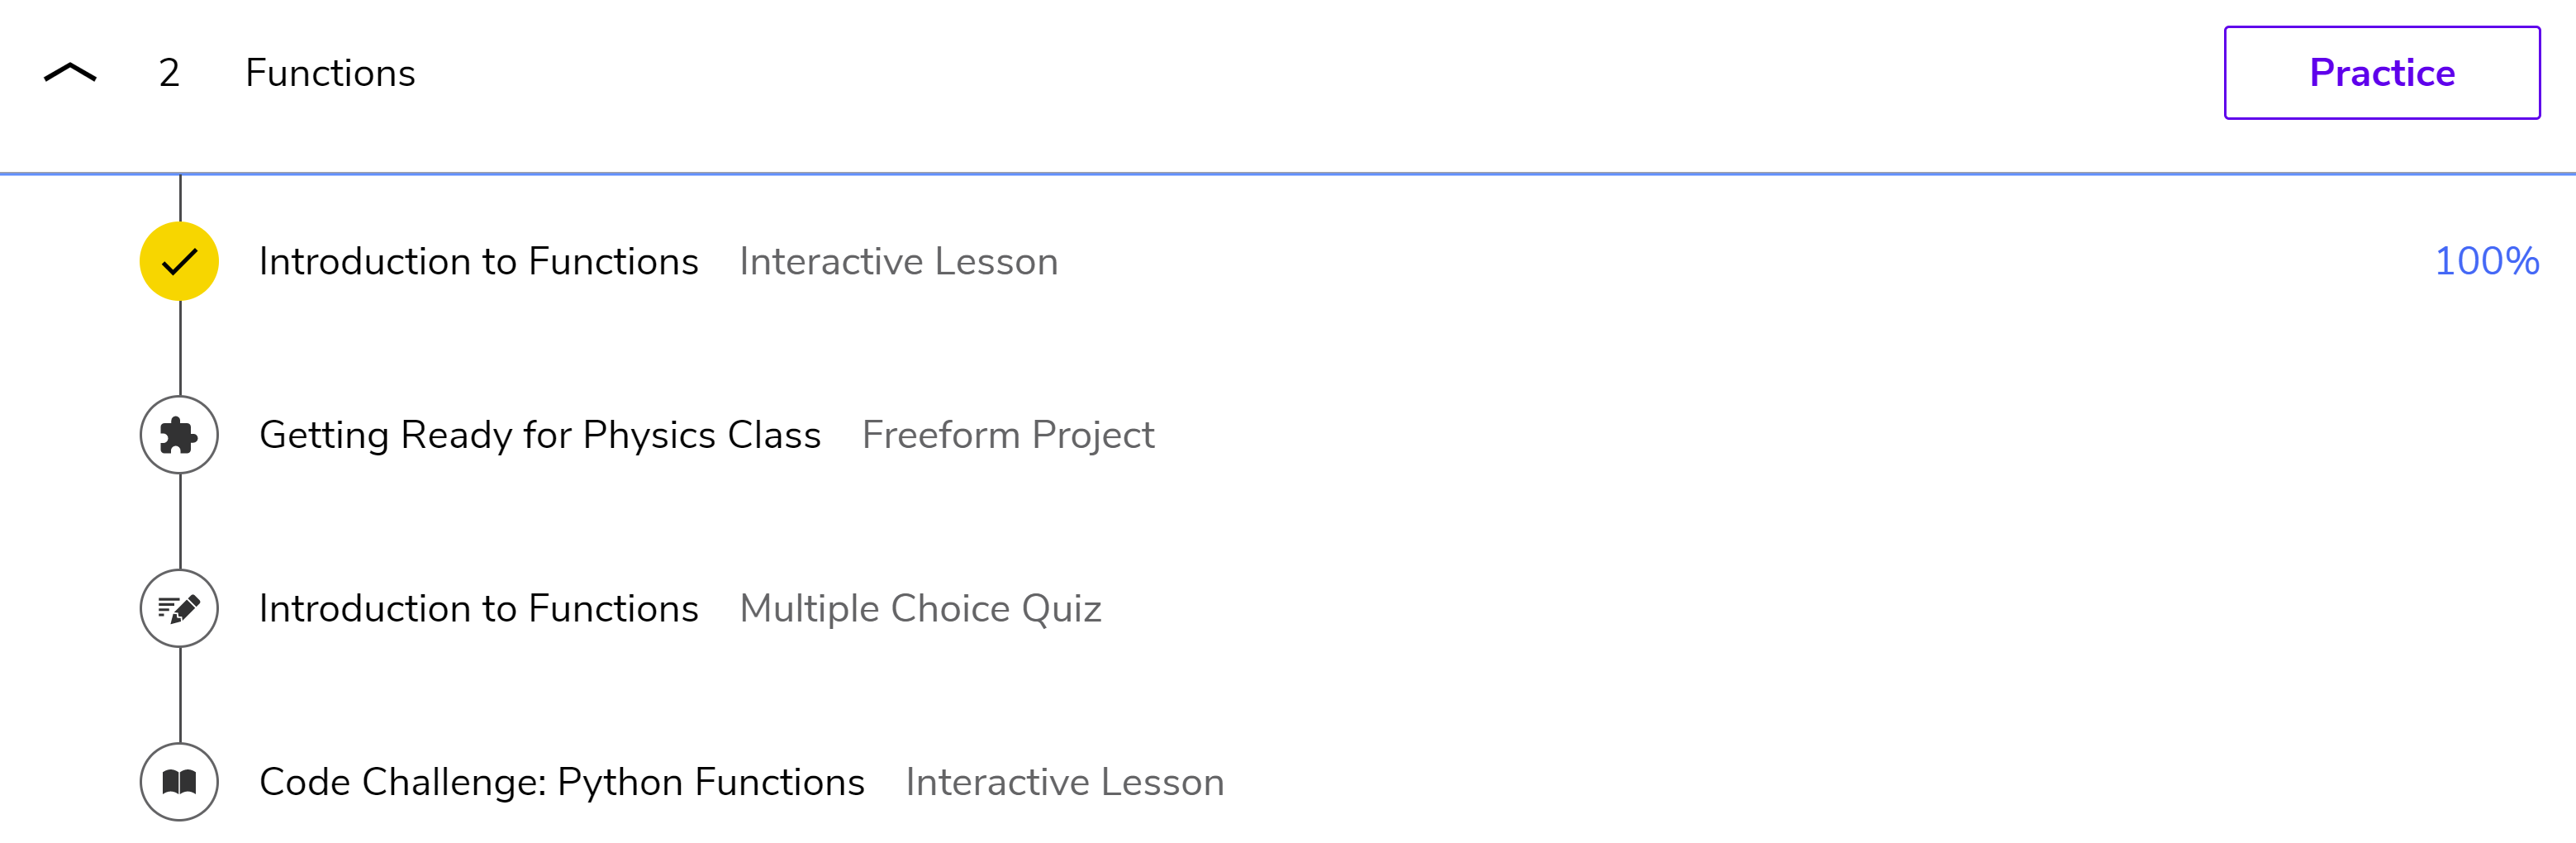 2 Functions Practice
Introduction to Functions Interactive Lesson 100%
Getting Ready for Physics Class Freeform Project
Introduction to Functions Multiple Choice Quiz
Code Challenge: Python Functions Interactive Lesson